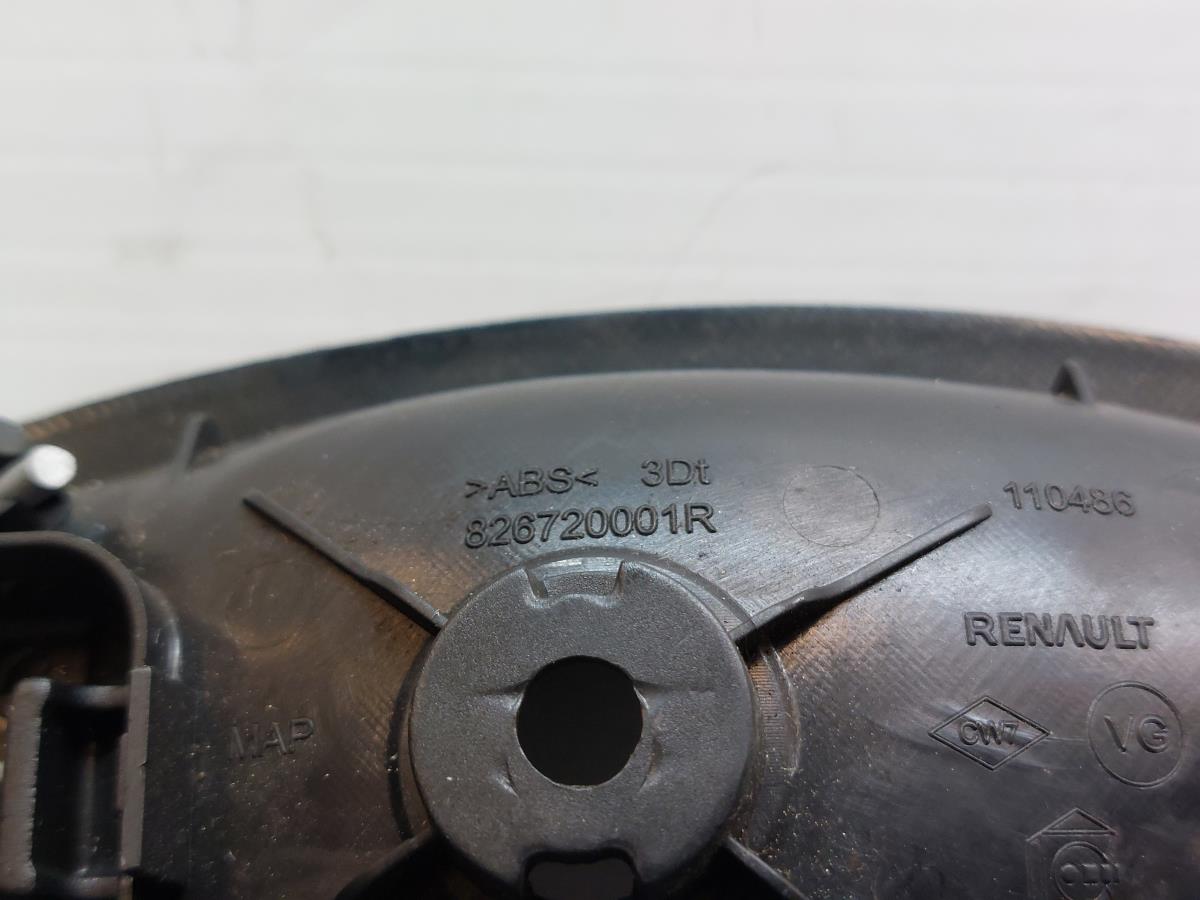 >ABS< 3Dt
826720001R
110486
RENAULT
MAP
CW7
VG